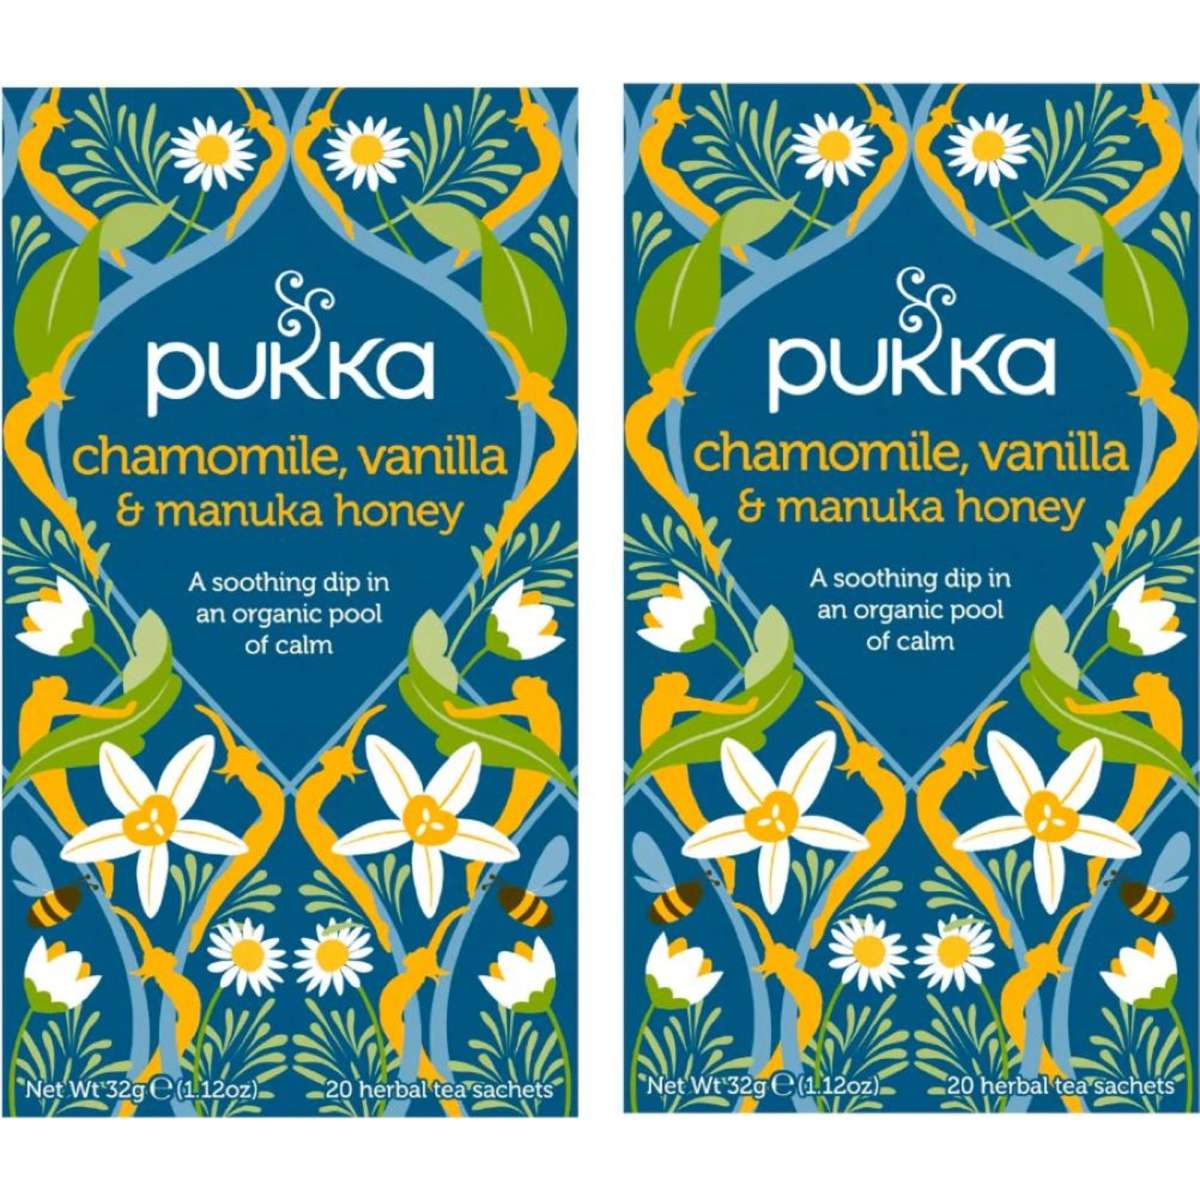 pukka
chamomile, vanilla
& manuka honey
A soothing dip in
an organic pool
of calm
Net Wt 32g ℮ (1.12oz)
20 herbal tea sachets
pukka
chamomile, vanilla
& manuka honey
A soothing dip in
an organic pool
of calm
Net Wt 32g ℮ (1.12oz)
20 herbal tea sachets